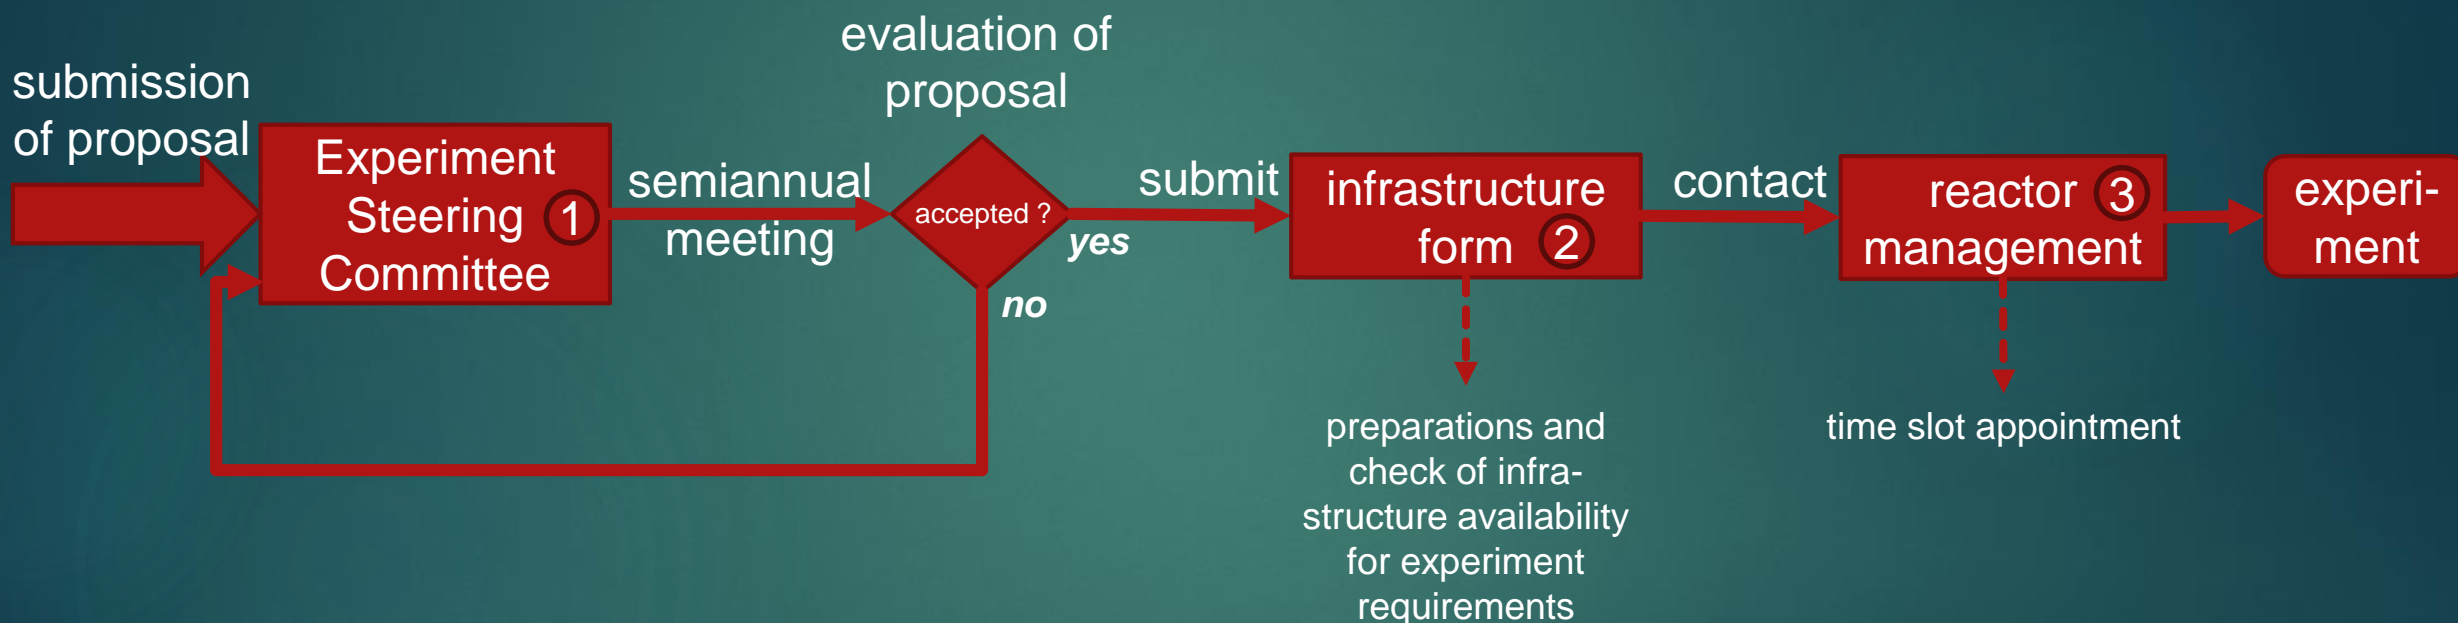 submission
of proposal
Experiment
Steering 1
Committee
semiannual
meeting
evaluation of
proposal
accepted ?
yes
no
submit
infrastructure
form 2
preparations and
check of infra-
structure availability
for experiment
requirements
contact
reactor 3
management
time slot appointment
experi-
ment